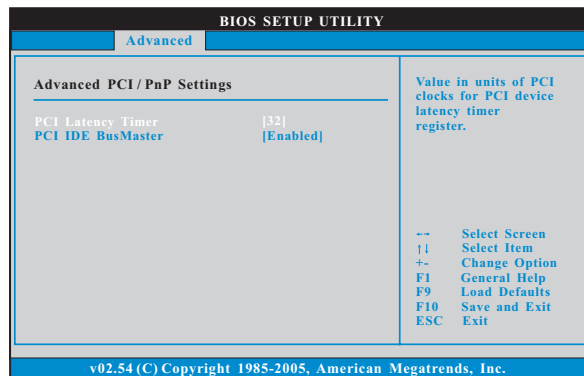 BIOS SETUP UTILITY
Advanced
Advanced PCI / PnP Settings
PCI Latency Timer [32]
PCI IDE BusMaster [Enabled]
Value in units of PCI
clocks for PCI device
latency timer
register.
←→ Select Screen
↑↓ Select Item
+- Change Option
F1 General Help
F9 Load Defaults
F10 Save and Exit
ESC Exit
v02.54 (C) Copyright 1985-2005, American Megatrends, Inc.